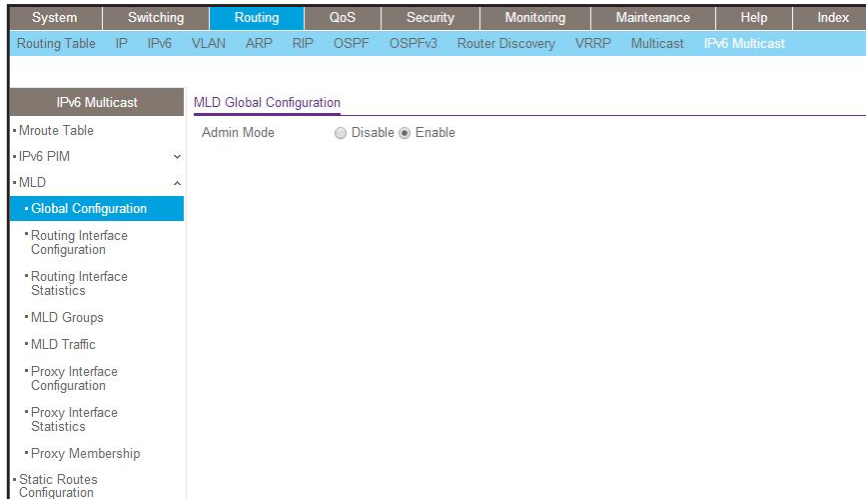 System Switching Routing QoS Security Monitoring Maintenance Help Index
Routing Table IP IPv6 VLAN ARP RIP OSPF OSPFv3 Router Discovery VRRP Multicast IPv6 Multicast
IPv6 Multicast
Mroute Table
IPv6 PIM
MLD
Global Configuration
Routing Interface
Configuration
Routing Interface
Statistics
MLD Groups
MLD Traffic
Proxy Interface
Configuration
Proxy Interface
Statistics
Proxy Membership
Static Routes
Configuration
MLD Global Configuration
Admin Mode Disable Enable